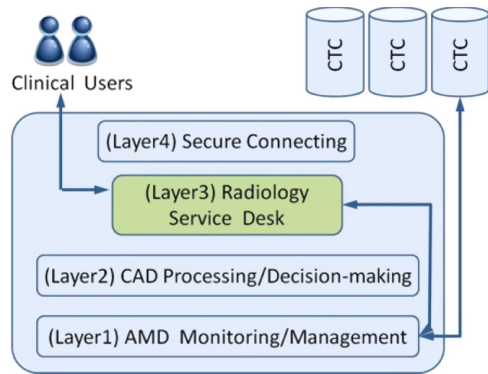 CTC
CTC
CTC
Clinical Users
(Layer4) Secure Connecting
(Layer3) Radiology
Service Desk
(Layer2) CAD Processing/Decision-making
(Layer1) AMD Monitoring/Management